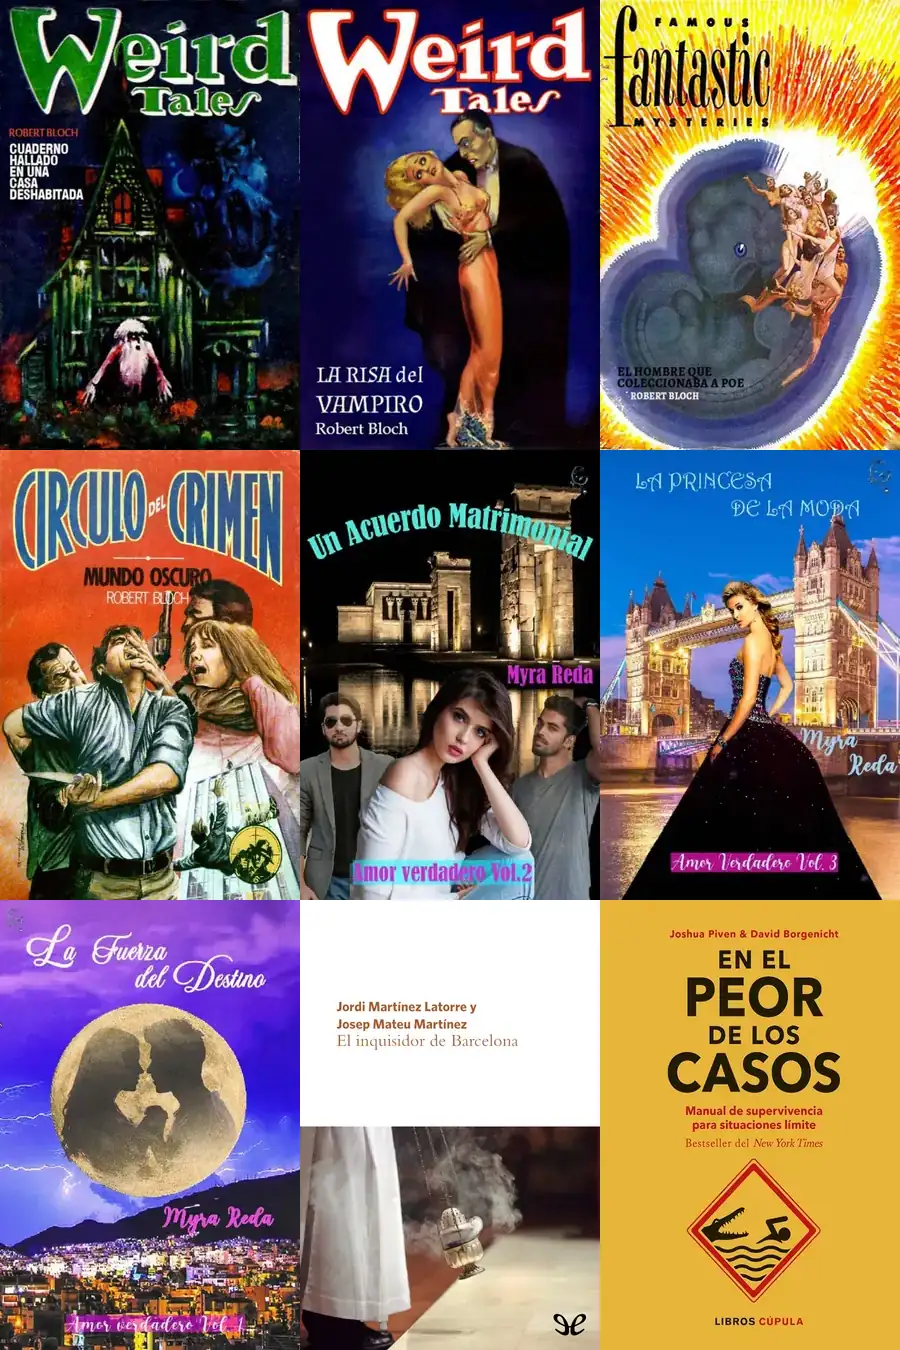 Weird
Tales
ROBERT BLOCH
CUADERNO
HALLADO
EN UNA
CASA
DESHABITADA
Weird
Tales
LA RISA del
VAMPIRO
Robert Bloch
FAMOUS
fantastic
MYSTERIES
EL HOMBRE QUE
COLECCIONABA A POE
ROBERT BLOCH
CIRCULO DEL CRIMEN
MUNDO OSCURO
ROBERT BLOCH
Un Acuerdo Matrimonial
Myra Reda
Amor verdadero Vol.2
LA PRINCESA
DE LA MODA
Myra
Reda
Amor Verdadero Vol. 3
La Fuerza
del Destino
Myra Reda
Amor verdadero Vol. 1
Jordi Martínez Latorre y
Josep Mateu Martínez
El inquisidor de Barcelona
Joshua Piven & David Borgenicht
EN EL
PEOR
DE LOS
CASOS
Manual de supervivencia
para situaciones límite
Bestseller del New York Times
LIBROS CÚPULA